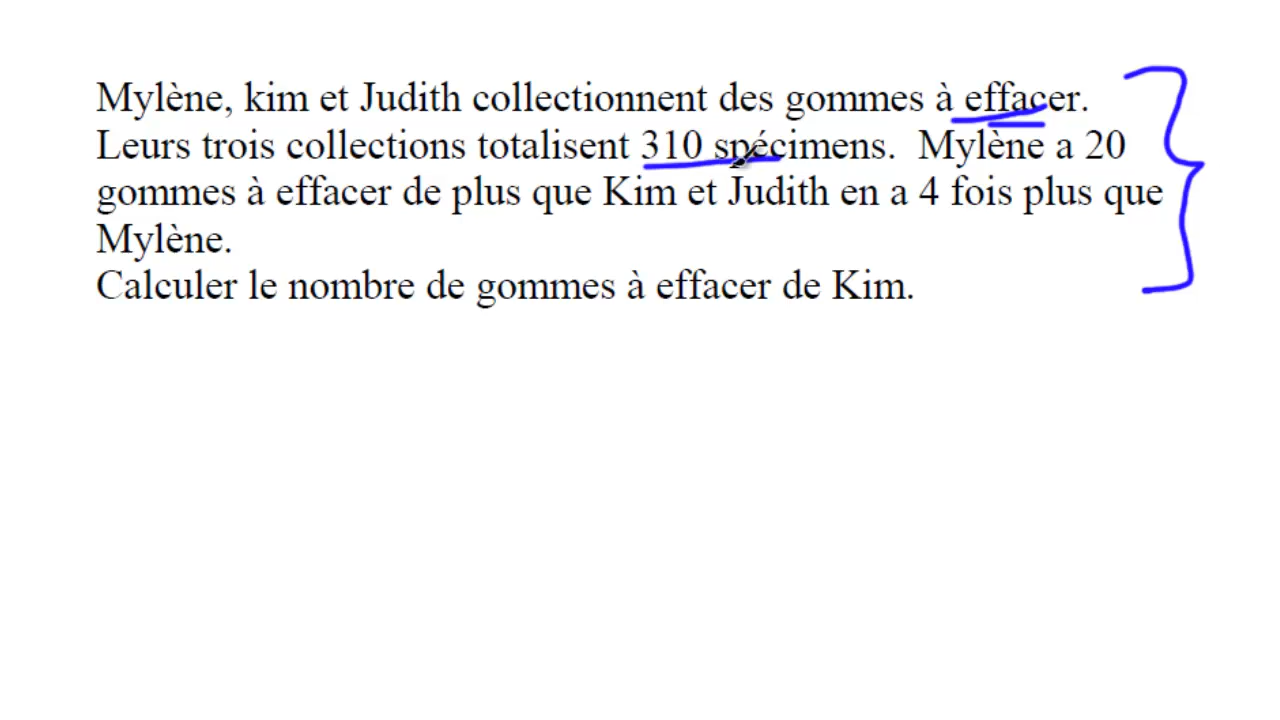 Mylène, kim et Judith collectionnent des gommes à effacer.
Leurs trois collections totalisent 310 spécimens. Mylène a 20
gommes à effacer de plus que Kim et Judith en a 4 fois plus que
Mylène.
Calculer le nombre de gommes à effacer de Kim.